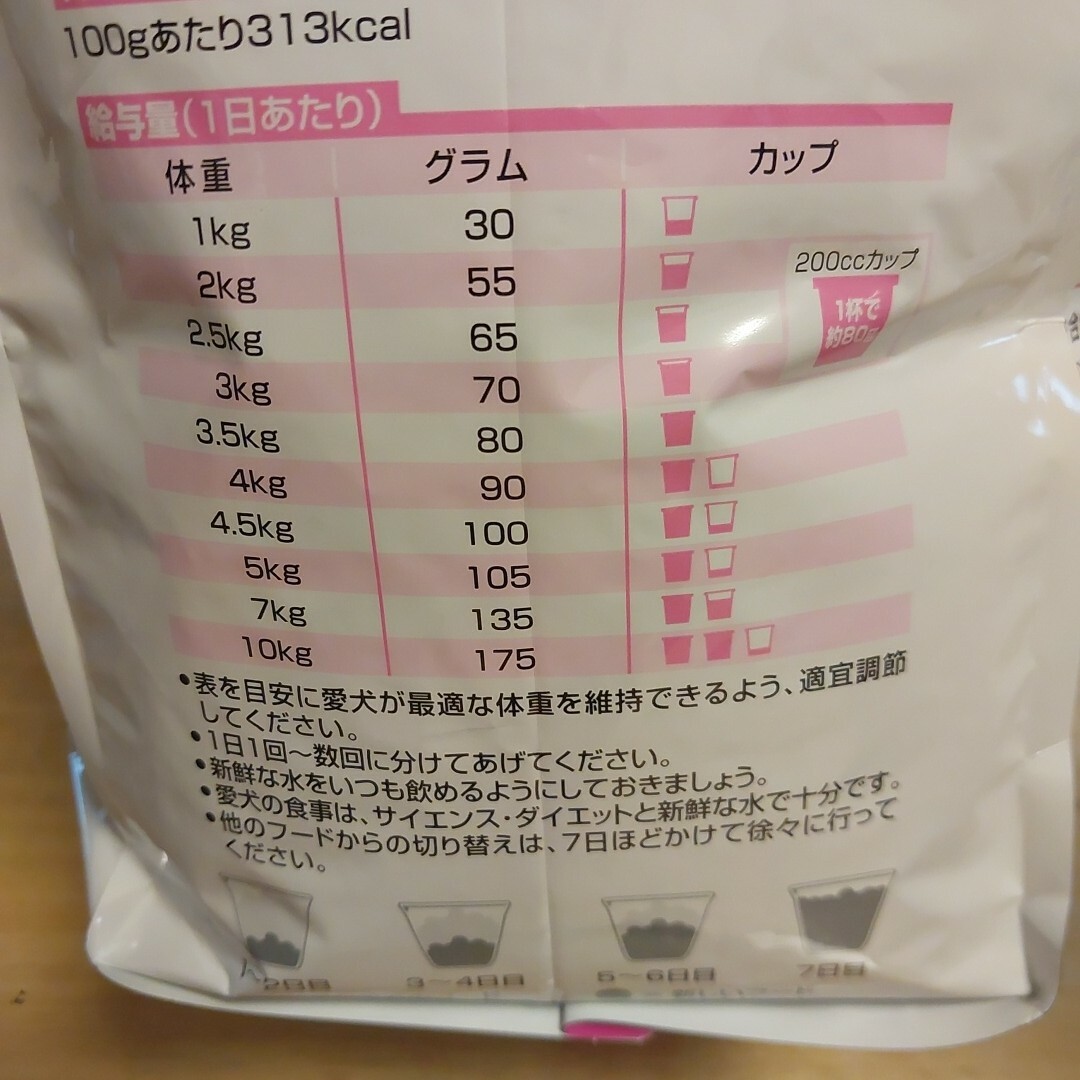 100gあたり313kcal
給与量(1日あたり)
体重 グラム カップ
1kg 30
2kg 55
2.5kg 65
3kg 70
3.5kg 80
4kg 90
4.5kg 100
5kg 105
7kg 135
10kg 175
200ccカップ
1杯で
約80g
•表を目安に愛犬が最適な体重を維持できるよう、適宜調節
してください。
•1日1回〜数回に分けてあげてください。
•新鮮な水をいつも飲めるようにしておきましょう。
•愛犬の食事は、サイエンス・ダイエットと新鮮な水で十分です。
•他のフードからの切り替えは、7日ほどかけて徐々に行って
ください。
1〜2日目 3〜4日目 5〜6日目 7日目